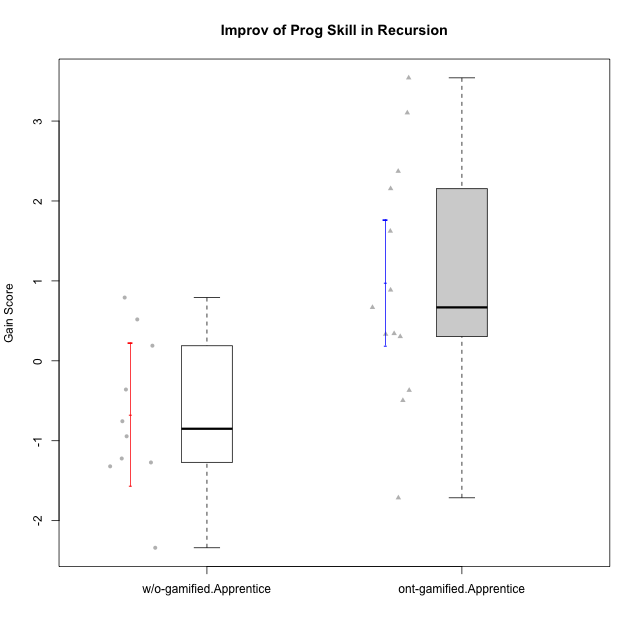 Improv of Prog Skill in Recursion
Gain Score
3
2
1
0
-1
-2
w/o-gamified.Apprentice
ont-gamified.Apprentice